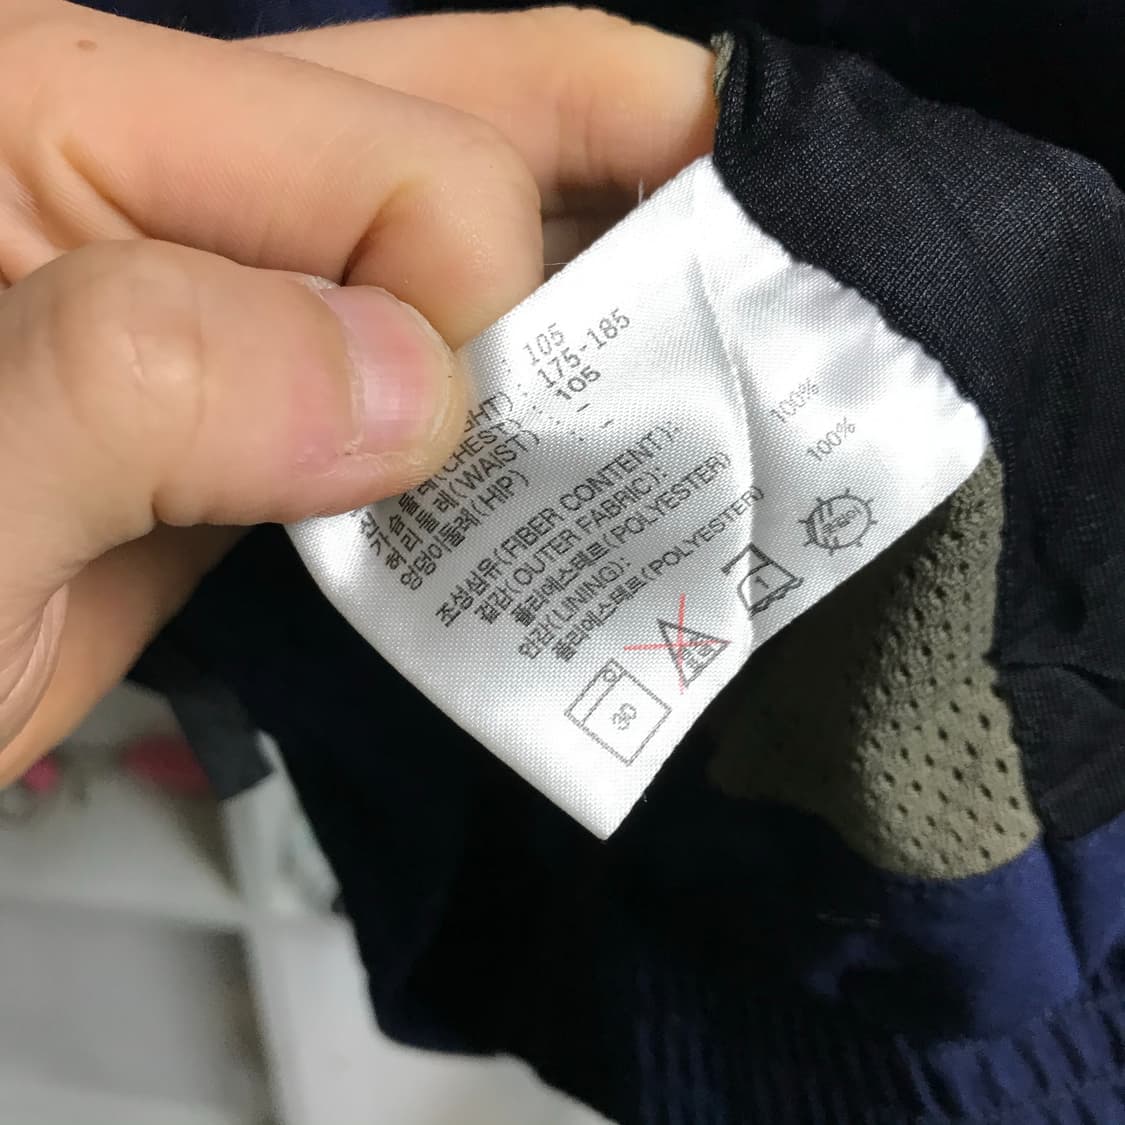 : 105
GHT) : 175-185
가슴둘레(CHEST) : 105
허리둘레(WAIST) : -
엉덩이둘레(HIP) : -
조성섬유(FIBER CONTENT):
겉감(OUTER FABRIC):
폴리에스테르(POLYESTER) 100%
안감(LINING):
폴리에스테르(POLYESTER) 100%
30
1